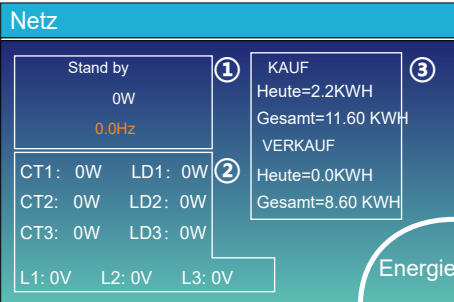 Netz
Stand by
0W
0.0Hz
①
CT1: 0W LD1: 0W
CT2: 0W LD2: 0W
CT3: 0W LD3: 0W
L1: 0V L2: 0V L3: 0V
②
KAUF
Heute=2.2KWH
Gesamt=11.60 KWH
VERKAUF
Heute=0.0KWH
Gesamt=8.60 KWH
③
Energie